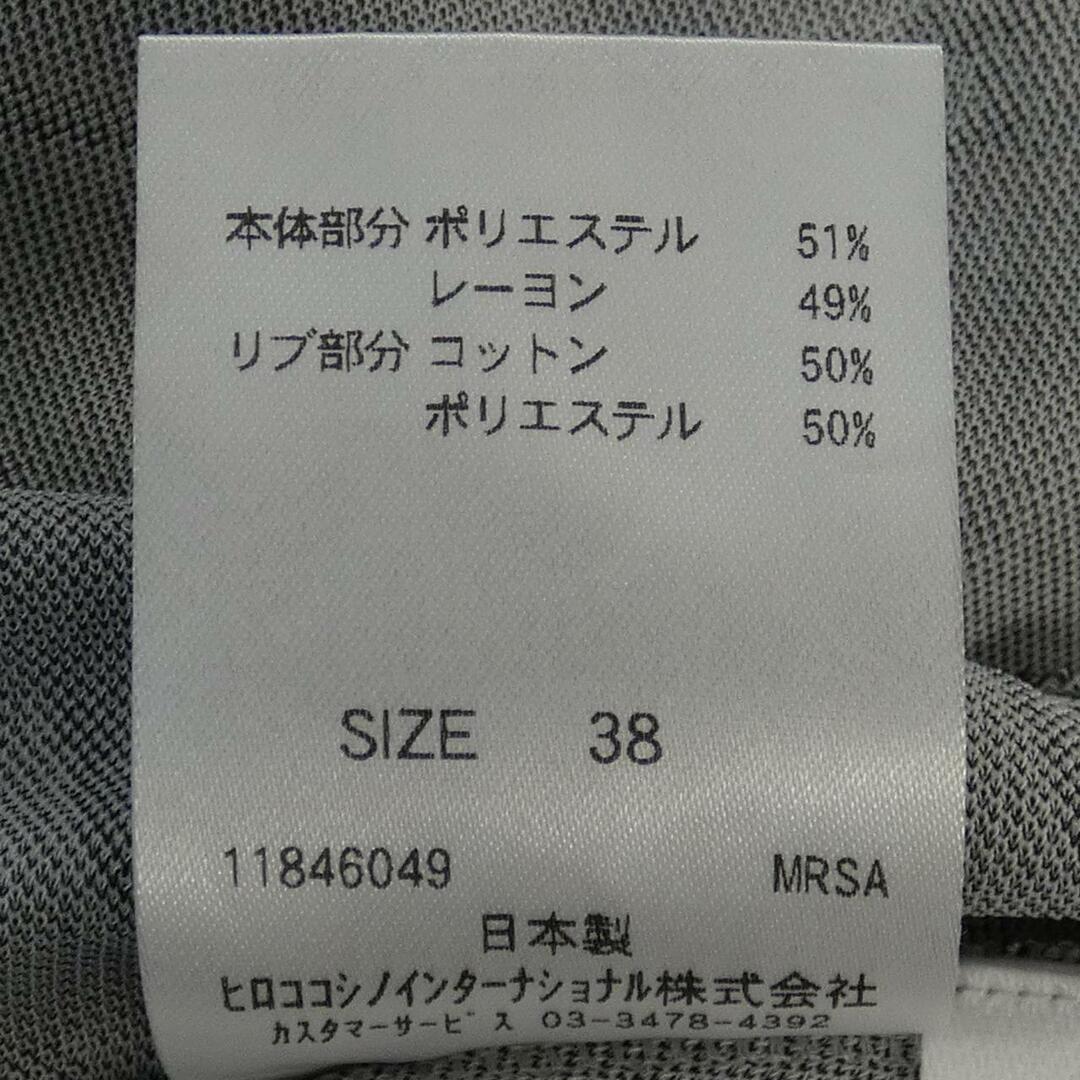 本体部分 ポリエステル 51%
レーヨン 49%
リブ部分 コットン 50%
ポリエステル 50%
SIZE 38
11846049 MRSA
日本製
ヒロココシノインターナショナル株式会社
カスタマーサービス 03-3478-4392